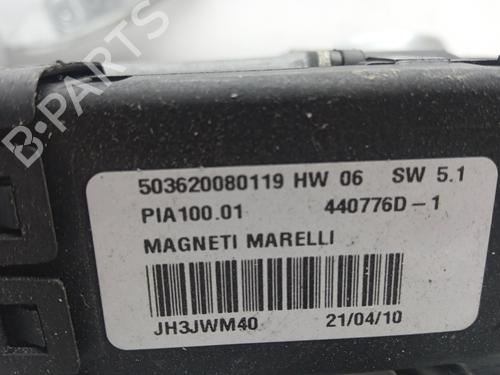 B-PARTS
503620080119 HW 06 SW 5.1
PIA100.01 440776D-1
MAGNETI MARELLI
JH3JWM40 21/04/10